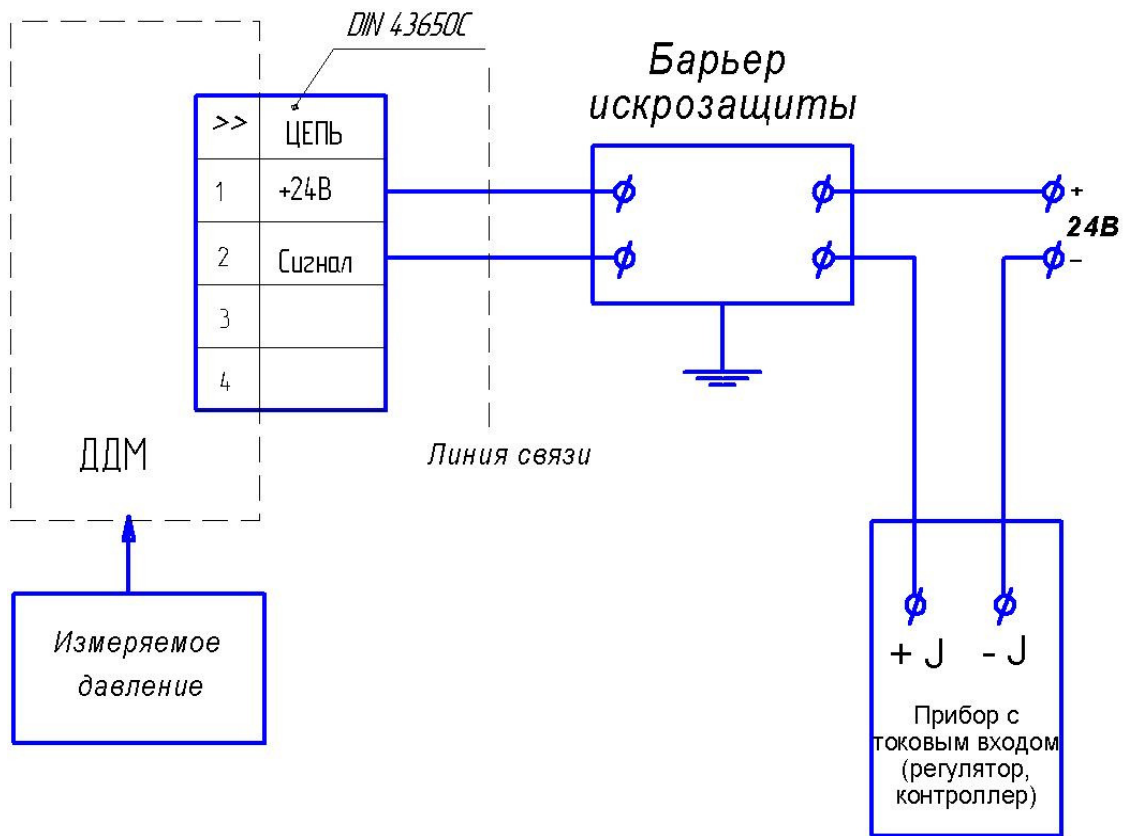 DIN 43650C
Барьер
искрозащиты
>> ЦЕПЬ
1 +24В
2 Сигнал
3
4
+
24В
-
ДДМ
Линия связи
Измеряемое
давление
+ J - J
Прибор с
токовым входом
(регулятор,
контроллер)